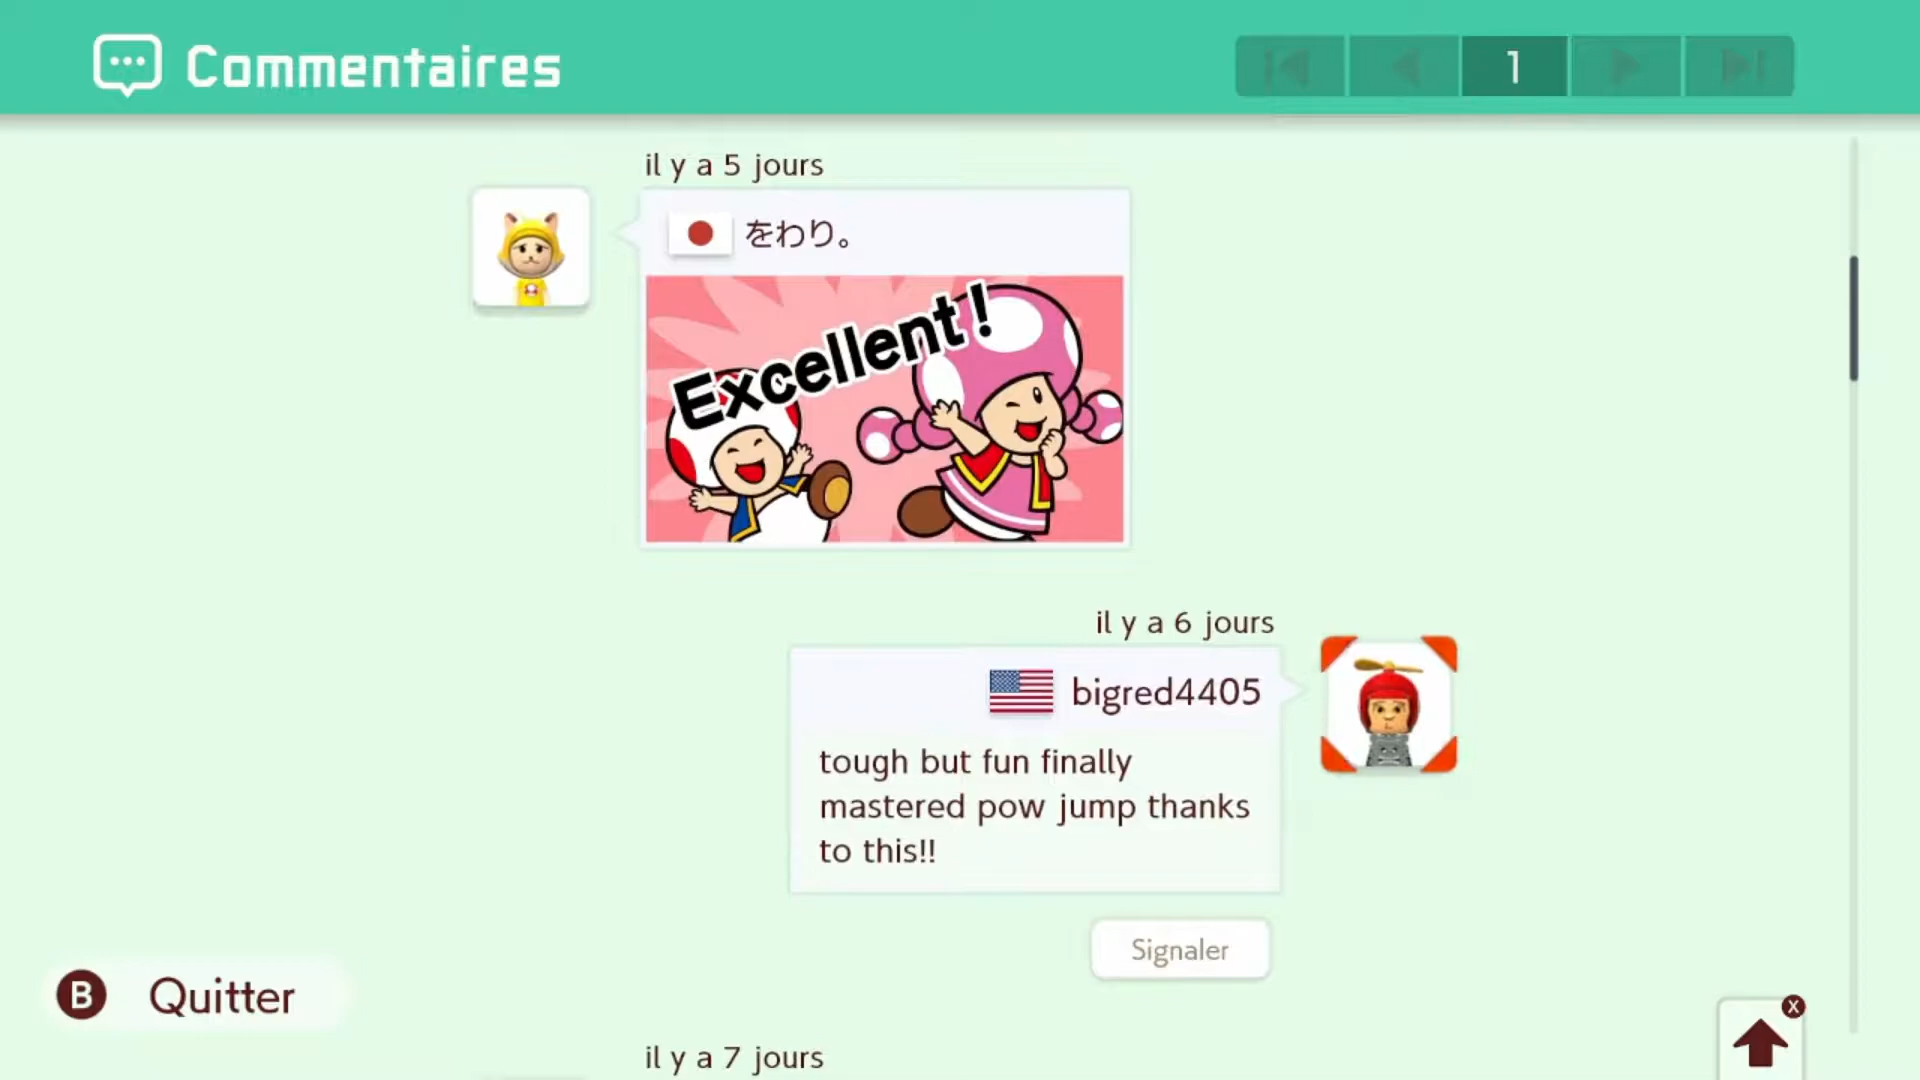 Commentaires
1
il y a 5 jours
をわり。
Excellent!
il y a 6 jours
bigred4405
tough but fun finally
mastered pow jump thanks
to this!!
Signaler
B Quitter
X
il y a 7 jours